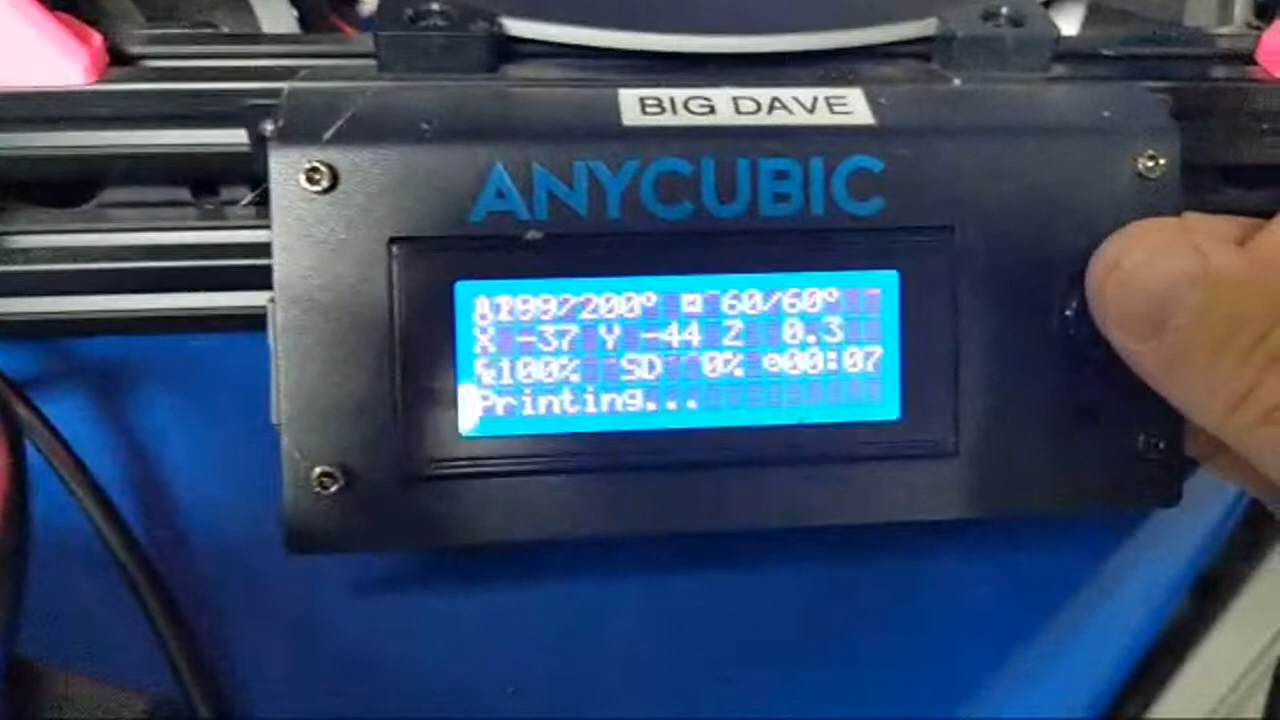 BIG DAVE
ANYCUBIC
199/200° 60/60°
X -37 Y -44 Z 0.3
100% SD 0% 00:07
Printing...